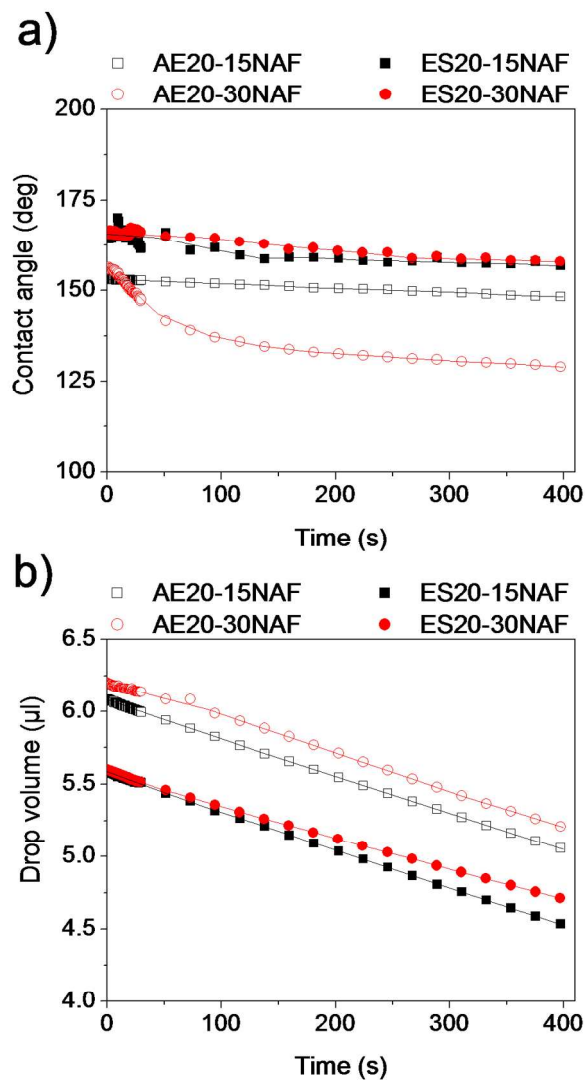 a)
AE20-15NAF ES20-15NAF
AE20-30NAF ES20-30NAF
200
175
150
125
100
Contact angle (deg)
0 100 200 300 400
Time (s)
b)
AE20-15NAF ES20-15NAF
AE20-30NAF ES20-30NAF
6.5
6.0
5.5
5.0
4.5
4.0
Drop volume (µl)
0 100 200 300 400
Time (s)